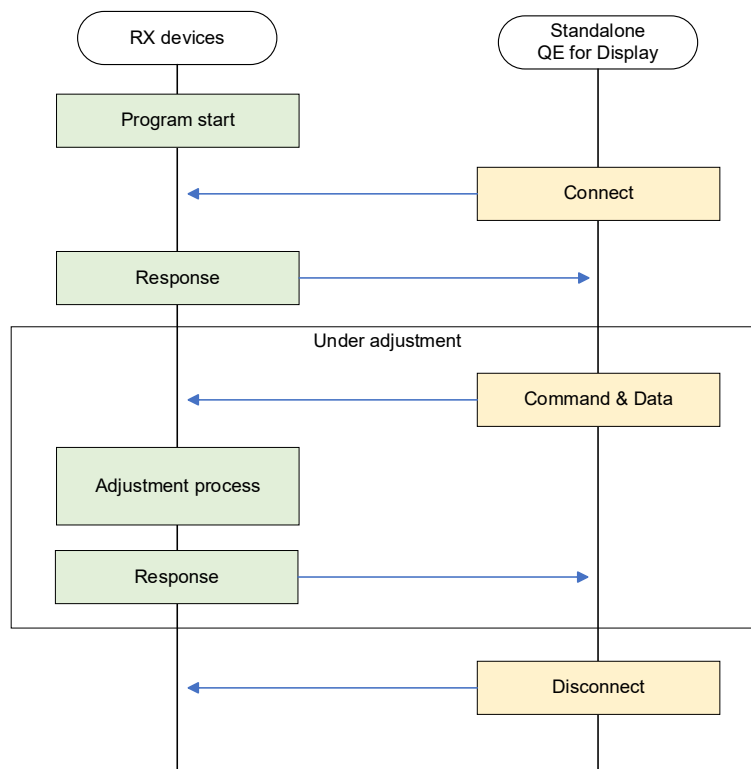 RX devices
Standalone
QE for Display
Program start
Connect
Response
Under adjustment
Command & Data
Adjustment process
Response
Disconnect